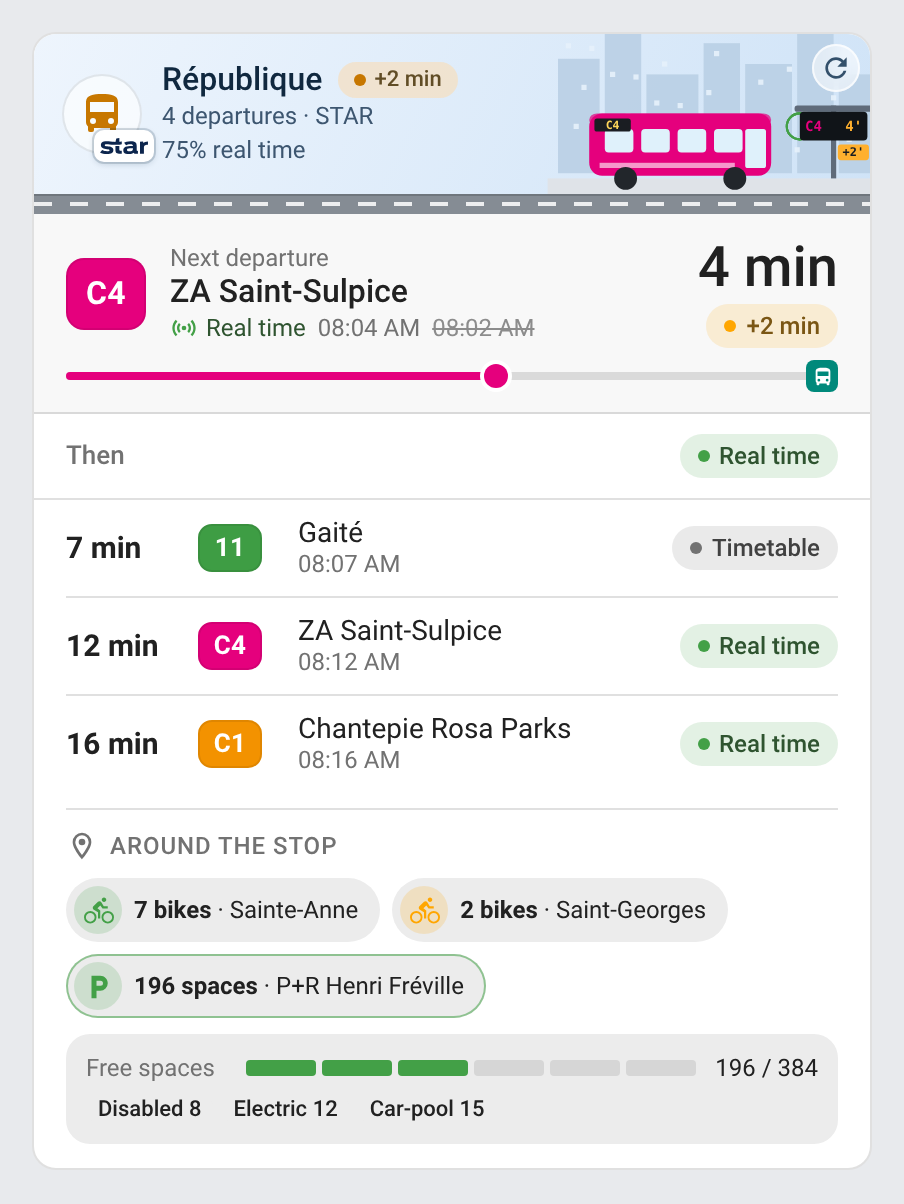 République
+2 min
4 departures · STAR
star
75% real time
C4
C4 4'
+2'
Next departure
C4
ZA Saint-Sulpice
Real time 08:04 AM 08:02 AM
4 min
+2 min
Then
Real time
7 min 11 Gaité Timetable
08:07 AM
12 min C4 ZA Saint-Sulpice Real time
08:12 AM
16 min C1 Chantepie Rosa Parks Real time
08:16 AM
AROUND THE STOP
7 bikes · Sainte-Anne
2 bikes · Saint-Georges
P 196 spaces · P+R Henri Fréville
Free spaces 196 / 384
Disabled 8 Electric 12 Car-pool 15